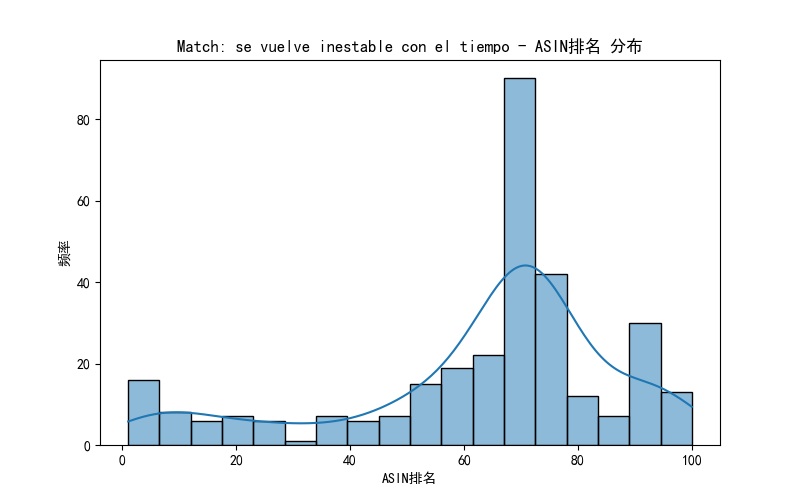 Match: se vuelve inestable con el tiempo - ASIN排名 分布
频率
80
60
40
20
0
0 20 40 60 80 100
ASIN排名